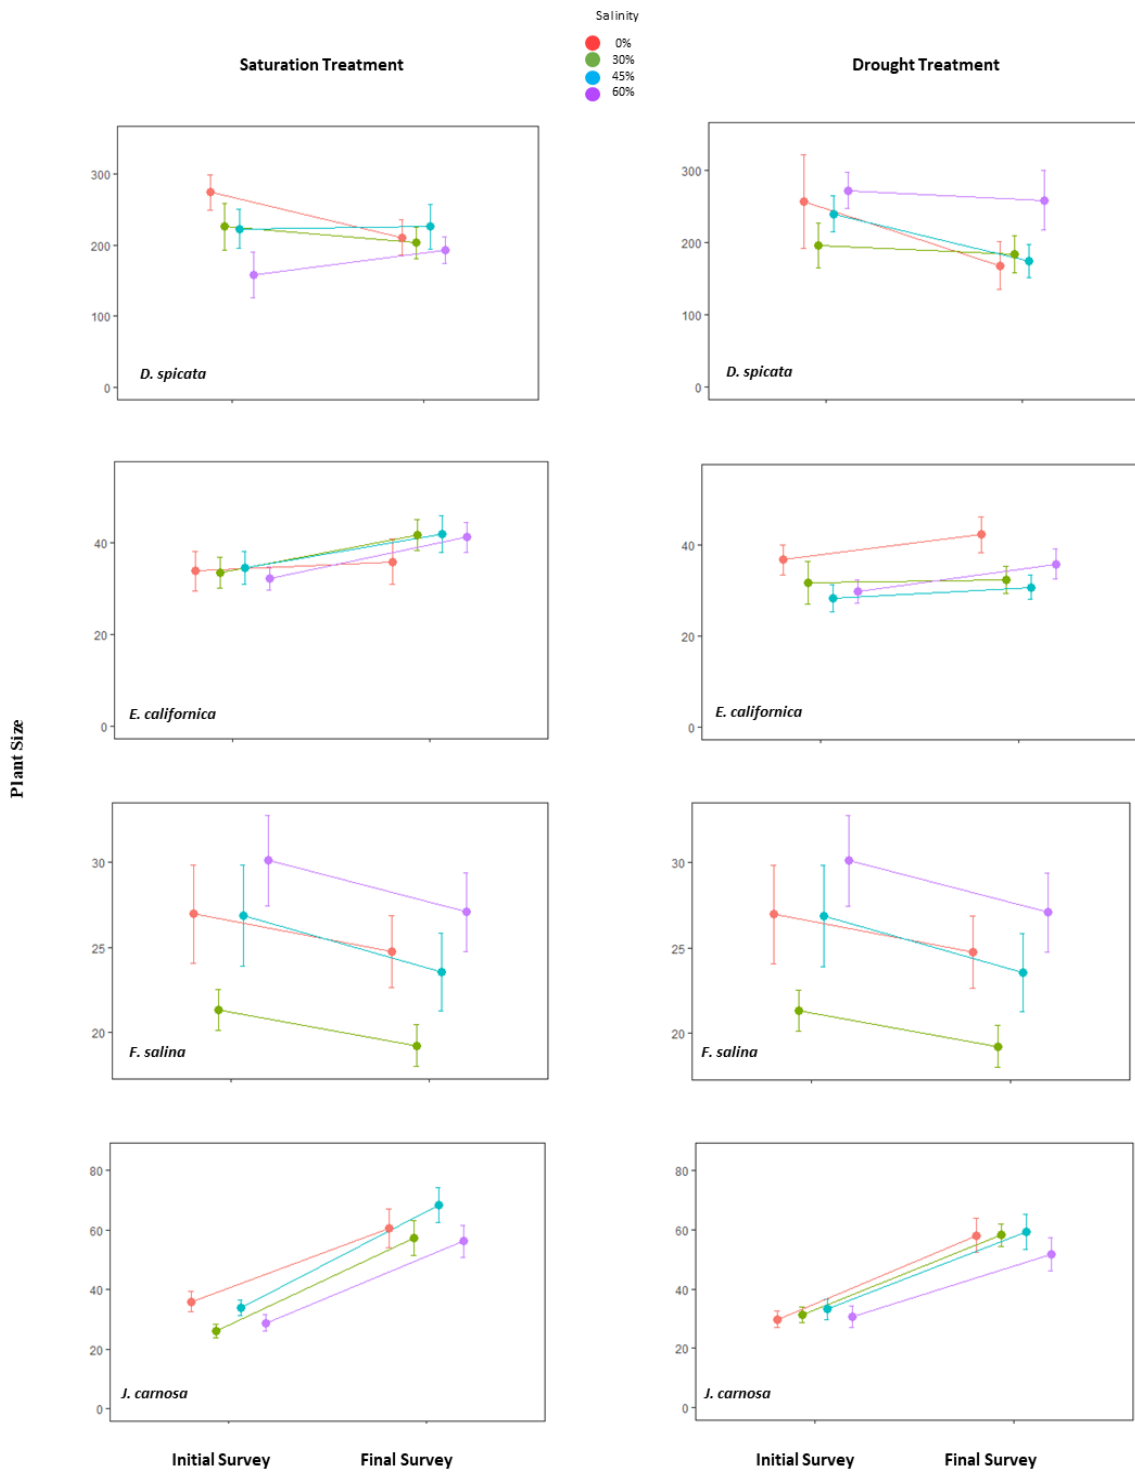 Salinity
0%
30%
45%
60%
Saturation Treatment
Drought Treatment
300
200
100
0
D. spicata
300
200
100
0
D. spicata
40
20
0
E. californica
40
20
0
E. californica
Plant Size
30
25
20
F. salina
30
25
20
F. salina
80
60
40
20
0
J. carnosa
80
60
40
20
0
J. carnosa
Initial Survey
Final Survey
Initial Survey
Final Survey